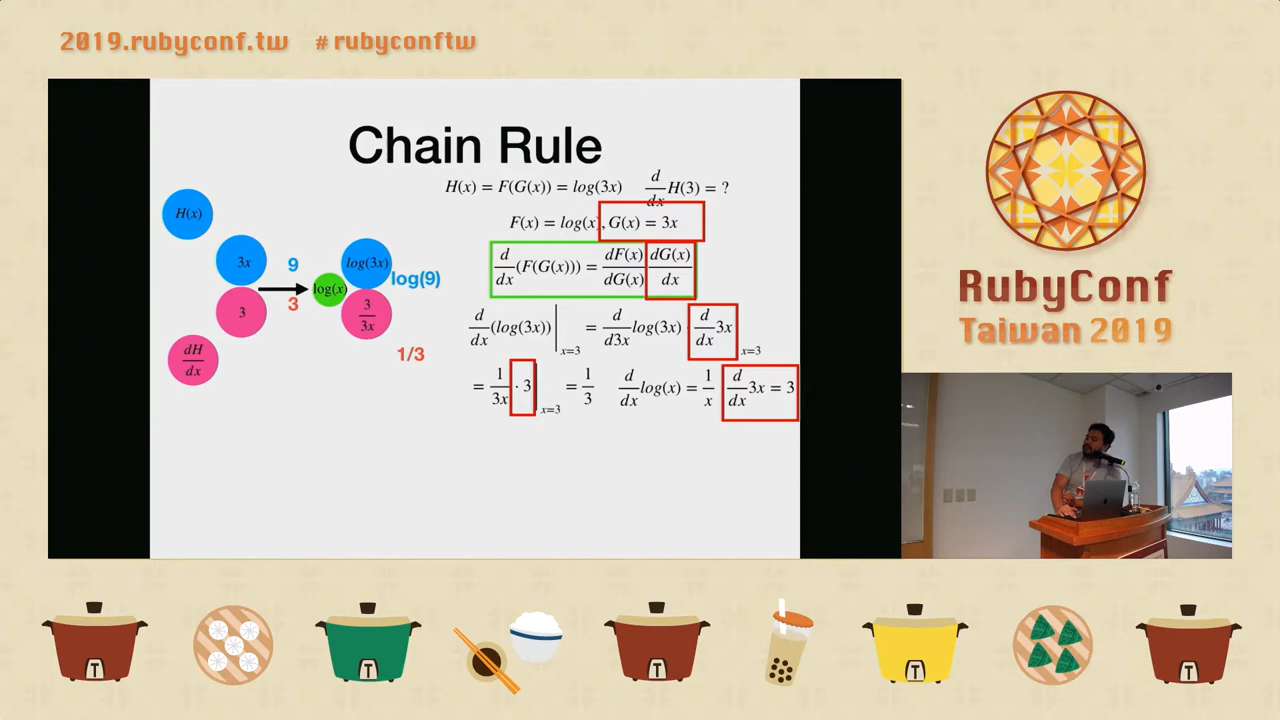 2019.rubyconf.tw # rubyconftw
Chain Rule
H(x) = F(G(x)) = log(3x) d/dx H(3) = ?
F(x) = log(x), G(x) = 3x
d/dx (F(G(x))) = dF(x)/dG(x) dG(x)/dx
d/dx (log(3x)) | x=3 = d/d3x log(3x) d/dx 3x x=3
= 1/3x · 3 | x=3 = 1/3 d/dx log(x) = 1/x d/dx 3x = 3
H(x)
3x
3
dH/dx
9
3
log(x)
log(3x)
log(9)
3/3x
1/3
RubyConf
Taiwan 2019
T
T
T
T
T